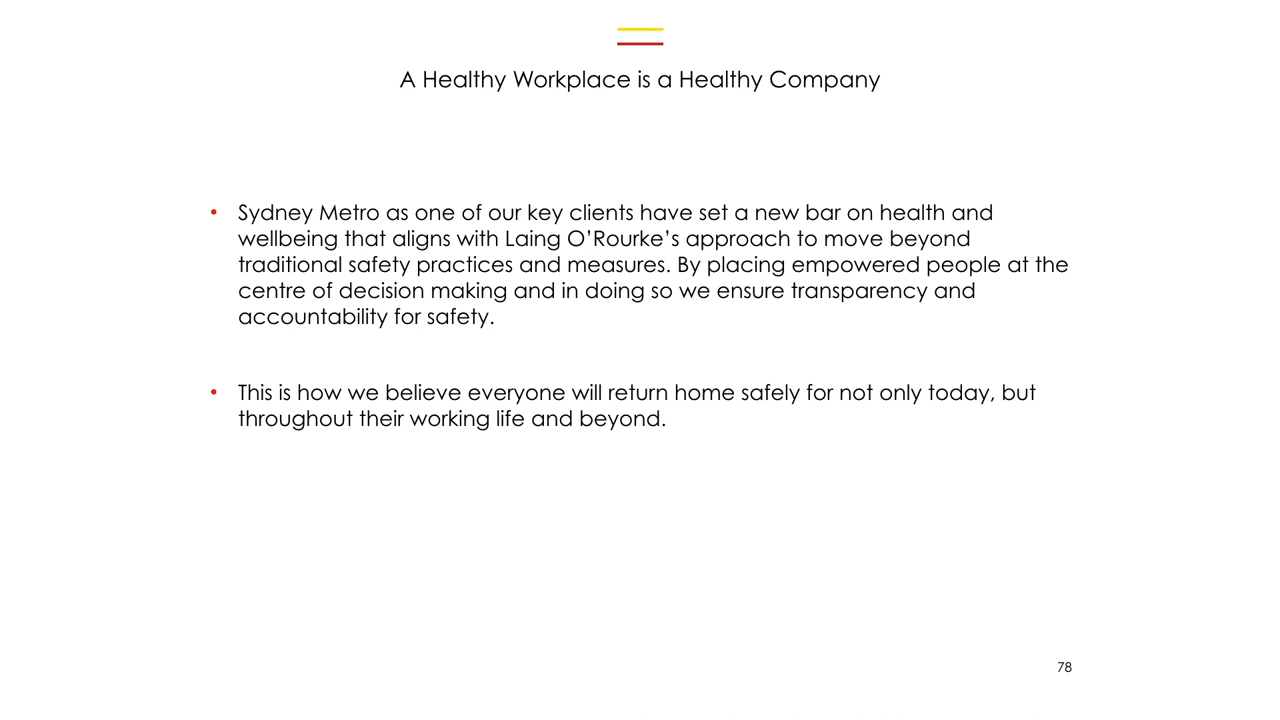 A Healthy Workplace is a Healthy Company
• Sydney Metro as one of our key clients have set a new bar on health and
wellbeing that aligns with Laing O’Rourke’s approach to move beyond
traditional safety practices and measures. By placing empowered people at the
centre of decision making and in doing so we ensure transparency and
accountability for safety.
• This is how we believe everyone will return home safely for not only today, but
throughout their working life and beyond.
78